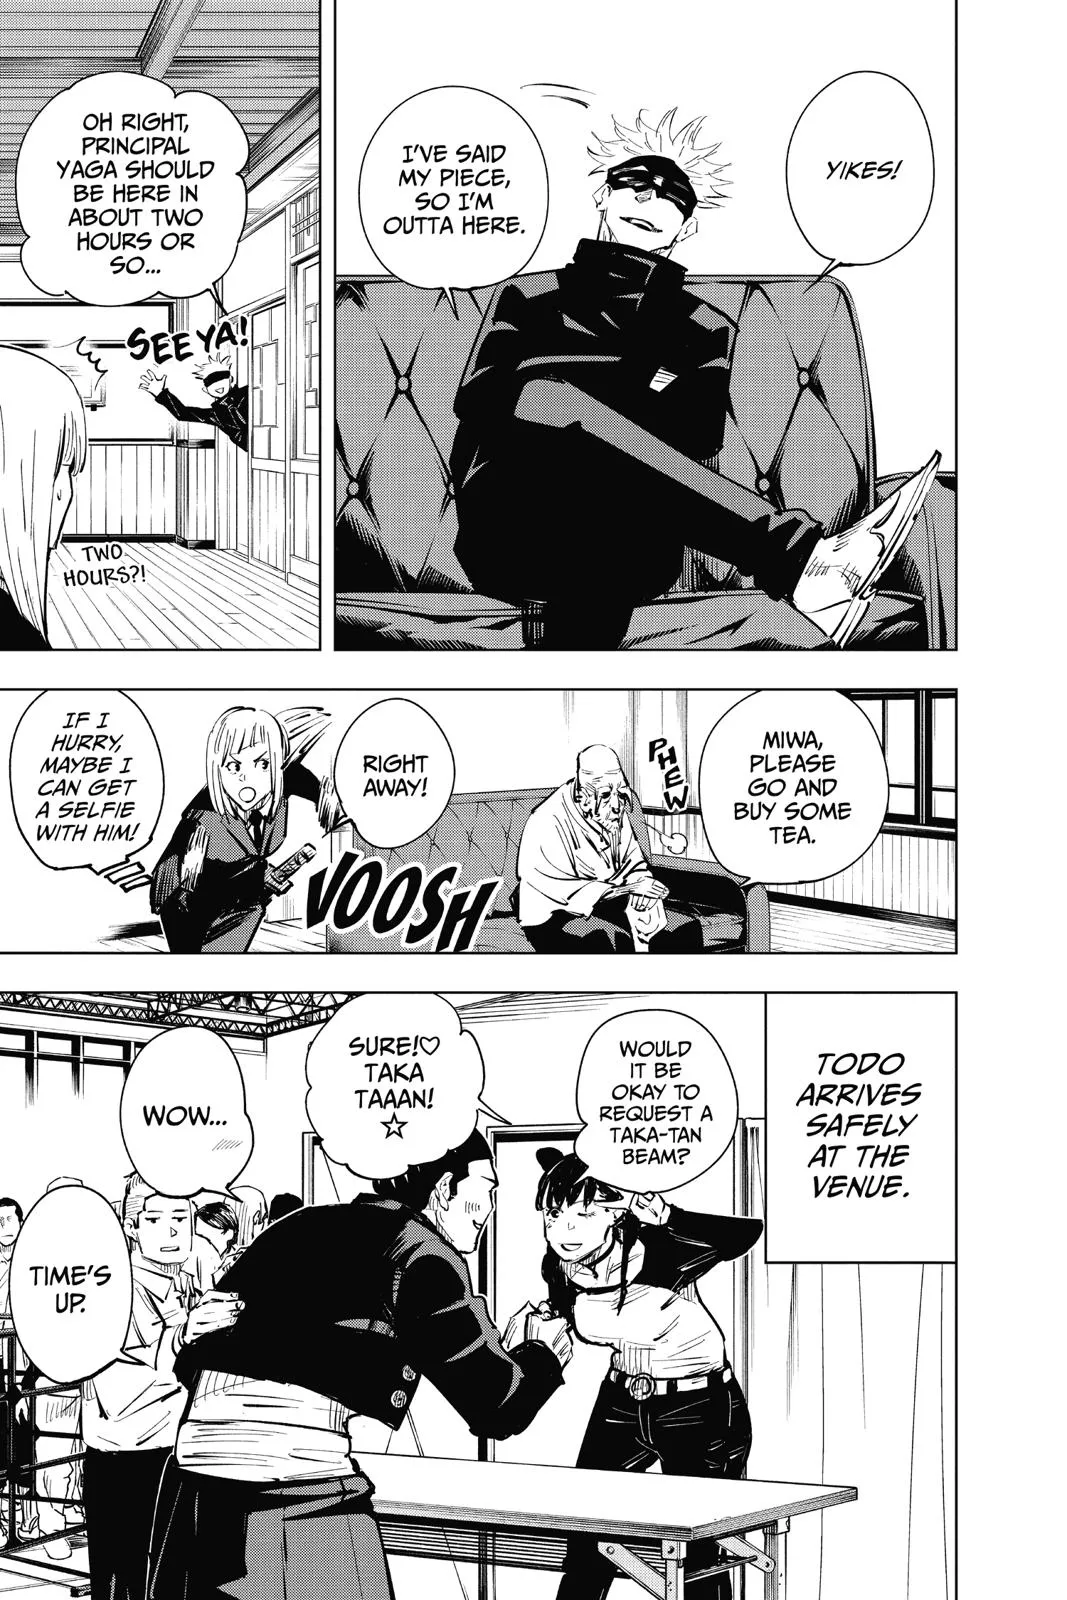 YIKES!
I'VE SAID
MY PIECE,
SO I'M
OUTTA HERE.
OH RIGHT,
PRINCIPAL
YAGA SHOULD
BE HERE IN
ABOUT TWO
HOURS OR
SO...
SEE YA!
TWO
HOURS?!
MIWA,
PLEASE
GO AND
BUY SOME
TEA.
PHEW
RIGHT
AWAY!
VOOSH
IF I
HURRY,
MAYBE I
CAN GET
A SELFIE
WITH HIM!
TODO
ARRIVES
SAFELY
AT THE
VENUE.
WOULD
IT BE
OKAY TO
REQUEST A
TAKA-TAN
BEAM?
SURE!♡
TAKA
TAAAN!
☆
WOW...
TIME'S
UP.